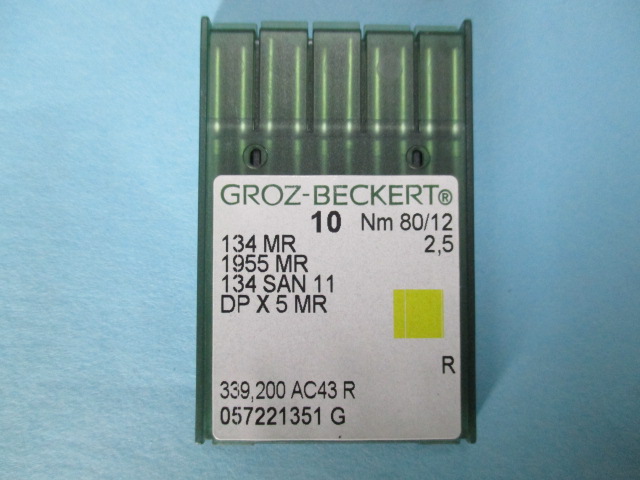 GROZ-BECKERT®
10 Nm 80/12
134 MR 2,5
1955 MR
134 SAN 11
DP X 5 MR
R
339,200 AC43 R
057221351 G